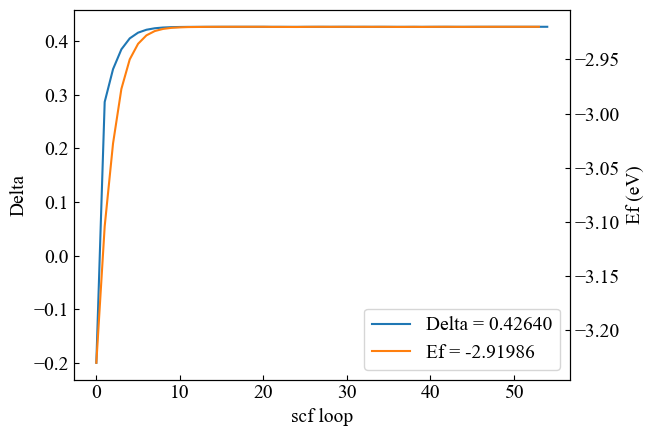 0.4
0.3
0.2
0.1
0.0
−0.1
−0.2
Delta
−2.95
−3.00
−3.05
−3.10
−3.15
−3.20
Ef (eV)
Delta = 0.42640
Ef = -2.91986
0 10 20 30 40 50
scf loop